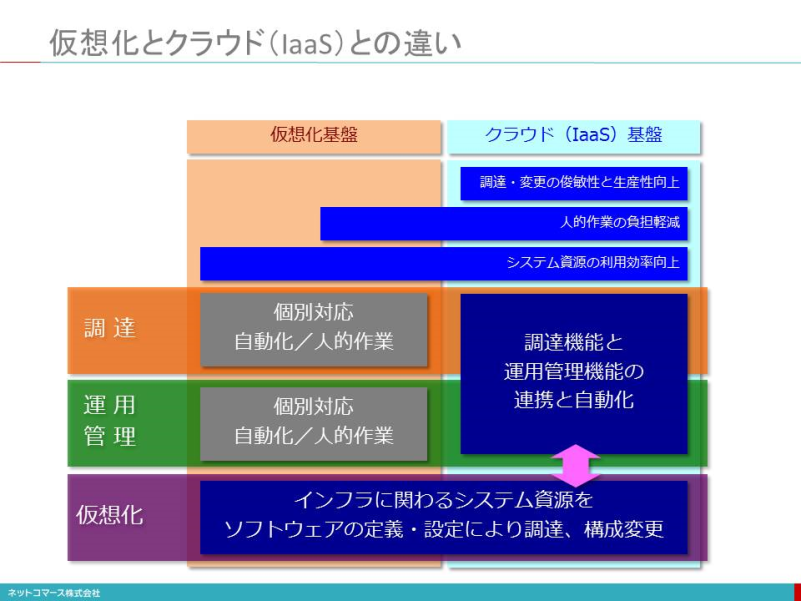 仮想化とクラウド（IaaS）との違い
仮想化基盤
クラウド（IaaS）基盤
調達・変更の俊敏性と生産性向上
人的作業の負担軽減
システム資源の利用効率向上
調 達
個別対応
自動化／人的作業
調達機能と
運用管理機能の
連携と自動化
運 用
管 理
個別対応
自動化／人的作業
仮想化
インフラに関わるシステム資源を
ソフトウェアの定義・設定により調達、構成変更
ネットコマース株式会社